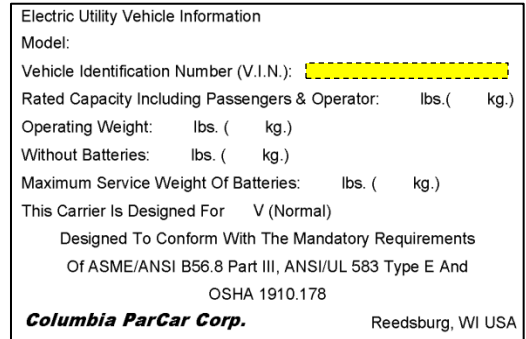 Electric Utility Vehicle Information
Model:
Vehicle Identification Number (V.I.N.):
Rated Capacity Including Passengers & Operator: lbs.( kg.)
Operating Weight: lbs. ( kg.)
Without Batteries: lbs. ( kg.)
Maximum Service Weight Of Batteries: lbs. ( kg.)
This Carrier Is Designed For V (Normal)
Designed To Conform With The Mandatory Requirements
Of ASME/ANSI B56.8 Part III, ANSI/UL 583 Type E And
OSHA 1910.178
Columbia ParCar Corp. Reedsburg, WI USA